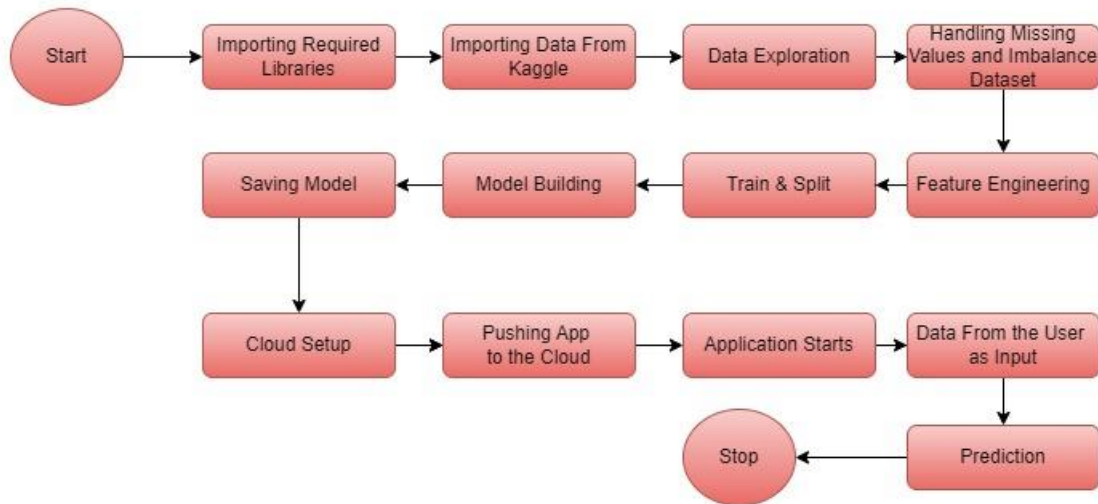 Start
Importing Required
Libraries
Importing Data From
Kaggle
Data Exploration
Handling Missing
Values and Imbalance
Dataset
Saving Model
Model Building
Train & Split
Feature Engineering
Cloud Setup
Pushing App
to the Cloud
Application Starts
Data From the User
as Input
Stop
Prediction